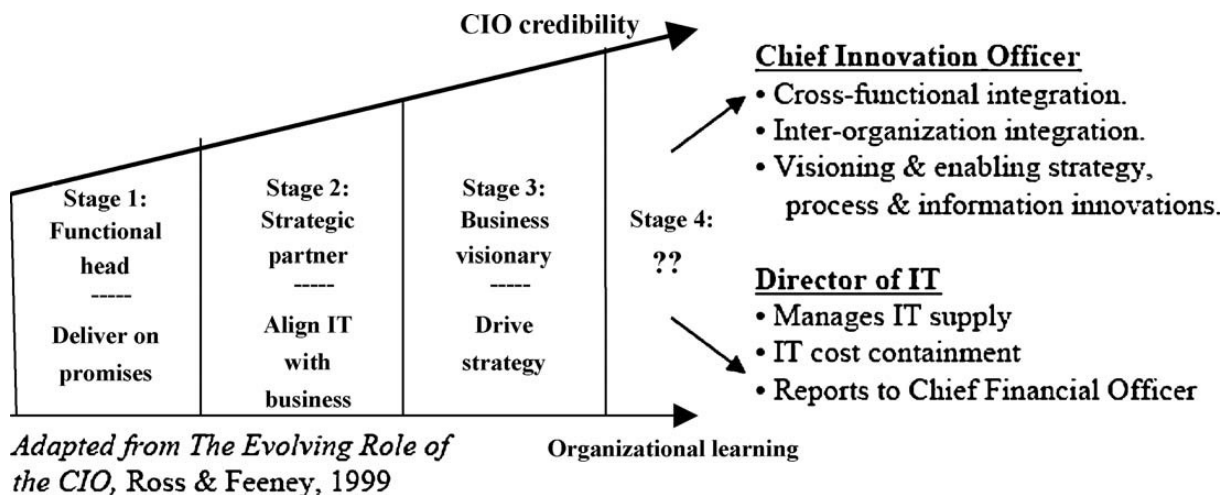 CIO credibility
Stage 1:
Functional
head
-----
Deliver on
promises
Stage 2:
Strategic
partner
-----
Align IT
with
business
Stage 3:
Business
visionary
-----
Drive
strategy
Stage 4:
??
Chief Innovation Officer
• Cross-functional integration.
• Inter-organization integration.
• Visioning & enabling strategy,
process & information innovations.
Director of IT
• Manages IT supply
• IT cost containment
• Reports to Chief Financial Officer
Organizational learning
Adapted from The Evolving Role of
the CIO, Ross & Feeney, 1999